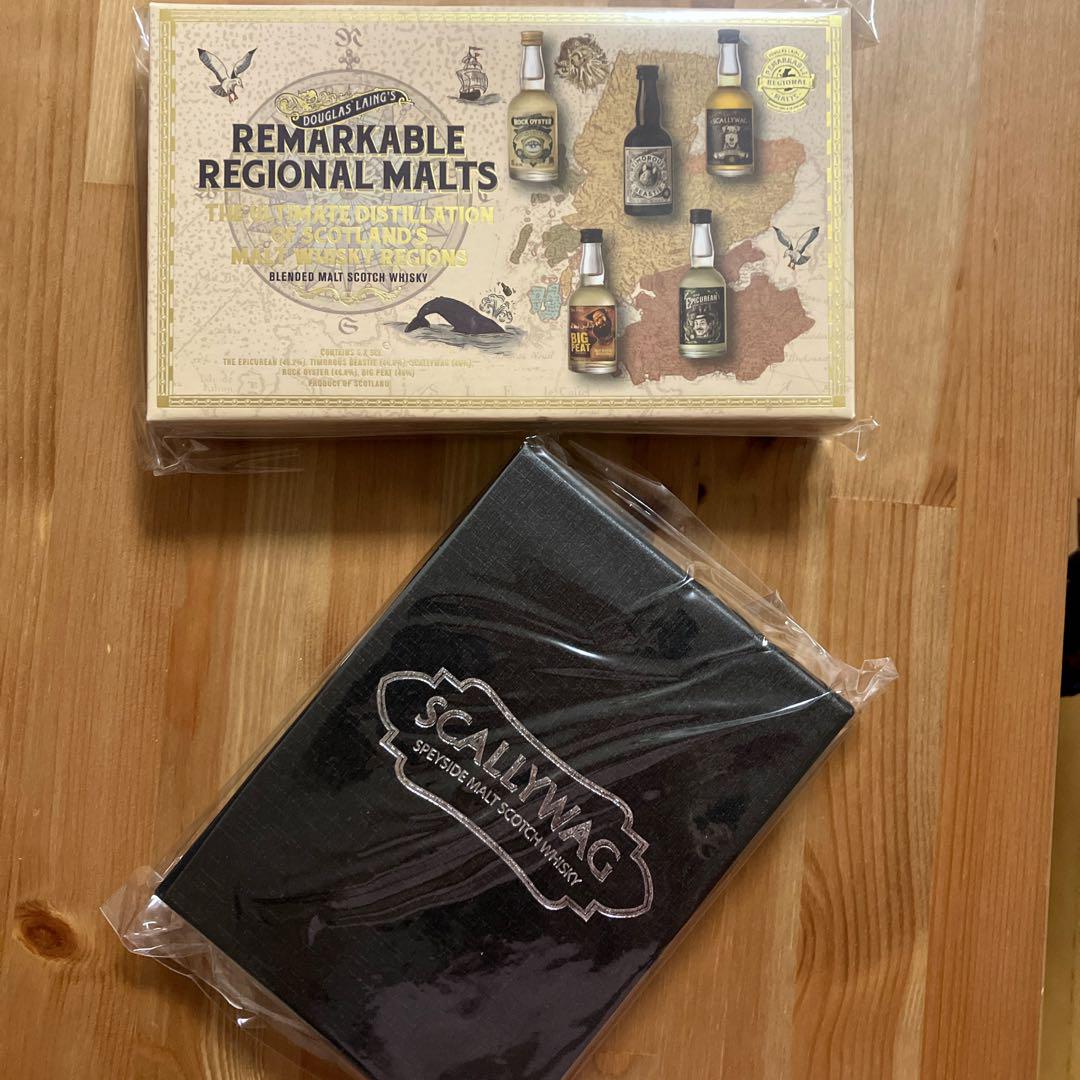 DOUGLAS LAING'S
REMARKABLE
REGIONAL MALTS
THE ULTIMATE DISTILLATION
OF SCOTLAND'S
MALT WHISKY REGIONS
BLENDED MALT SCOTCH WHISKY
CONTAINS 5 X 5CL
THE EPICUREAN (46.2%), TIMOROUS BEASTIE (46.8%), SCALLYWAG (46%),
ROCK OYSTER (46.8%), BIG PEAT (46%)
PRODUCT OF SCOTLAND
ROCK OYSTER
TIMOROUS
BEASTIE
SCALLYWAG
REMARKABLE
REGIONAL
MALTS
BIG
PEAT
EPICUREAN
N
S
SCALLYWAG
SPEYSIDE MALT SCOTCH WHISKY